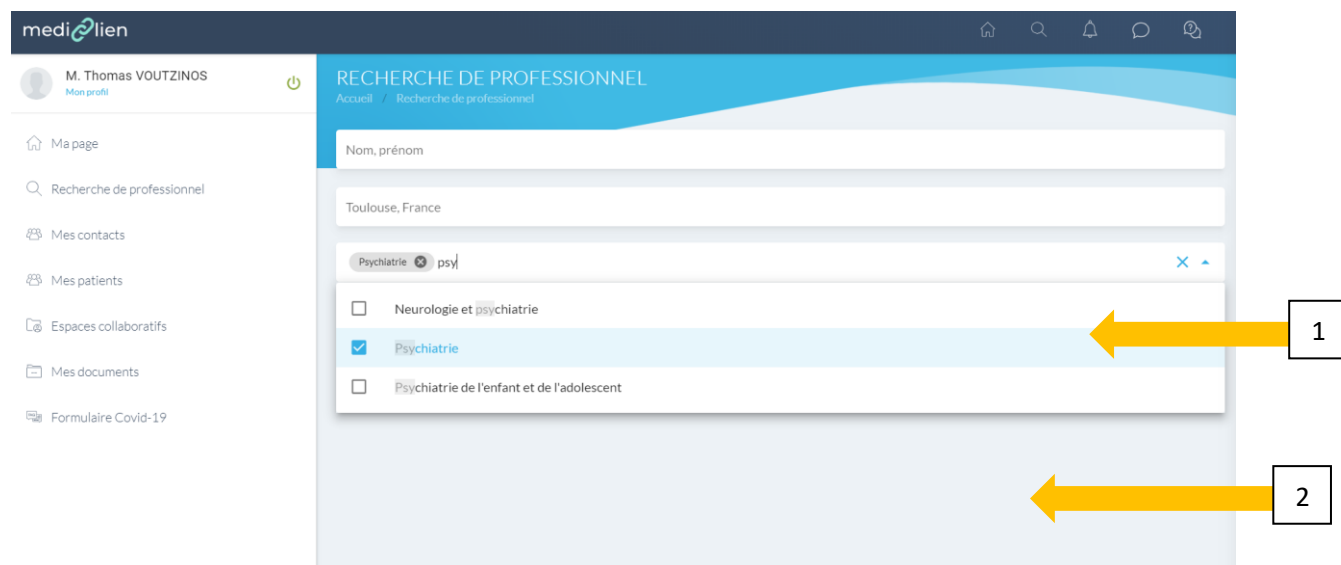 medi lien
M. Thomas VOUTZINOS
Mon profil
Ma page
Recherche de professionnel
Mes contacts
Mes patients
Espaces collaboratifs
Mes documents
Formulaire Covid-19
RECHERCHE DE PROFESSIONNEL
Accueil / Recherche de professionnel
Nom, prénom
Toulouse, France
Psychiatrie psy
Neurologie et psychiatrie
Psychiatrie
Psychiatrie de l'enfant et de l'adolescent
1
2